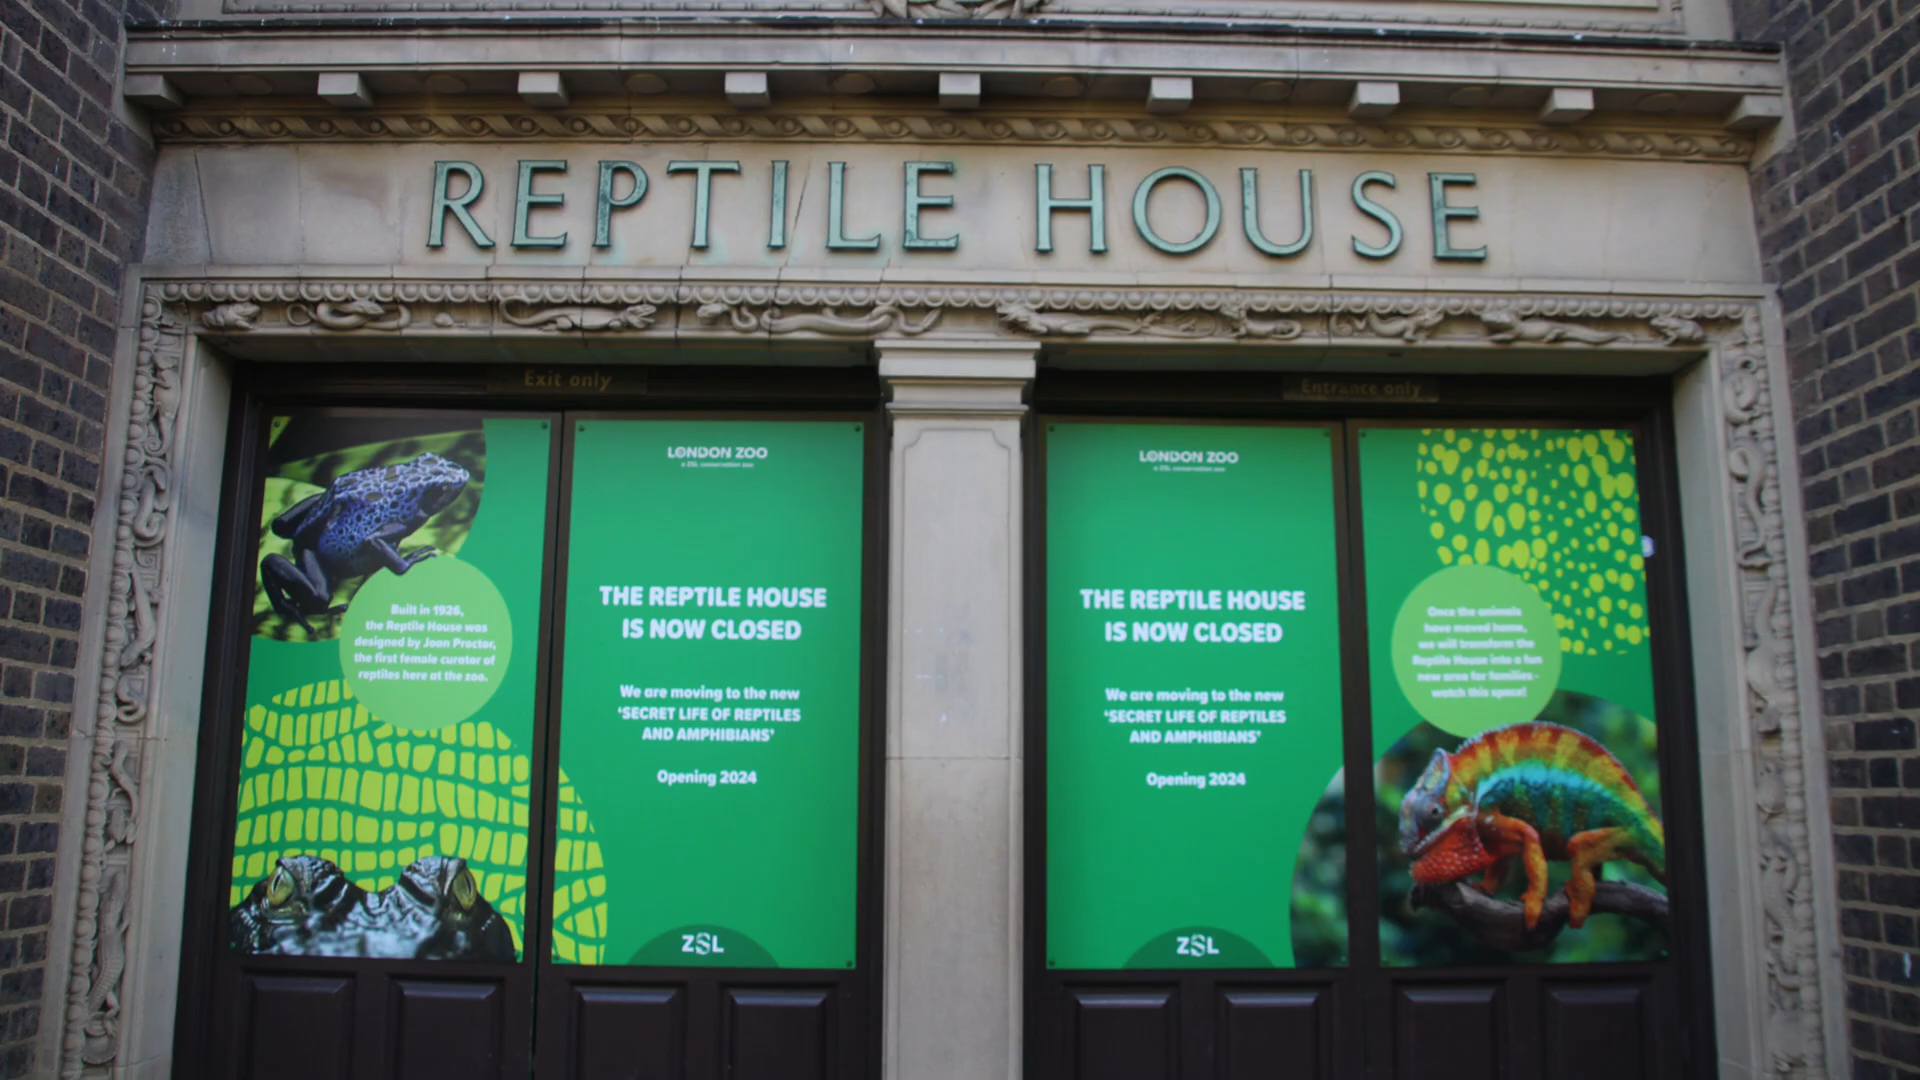 REPTILE HOUSE
Exit only
Entrance only
Built in 1926,
the Reptile House was
designed by Joan Procter,
the first female curator of
reptiles here at the zoo.
LONDON ZOO
a ZSL conservation zoo
THE REPTILE HOUSE
IS NOW CLOSED
We are moving to the new
‘SECRET LIFE OF REPTILES
AND AMPHIBIANS’
Opening 2024
ZSL
LONDON ZOO
a ZSL conservation zoo
THE REPTILE HOUSE
IS NOW CLOSED
We are moving to the new
‘SECRET LIFE OF REPTILES
AND AMPHIBIANS’
Opening 2024
ZSL
Once the animals
have moved home,
we will transform the
Reptile House into a fun
new area for families -
watch this space!